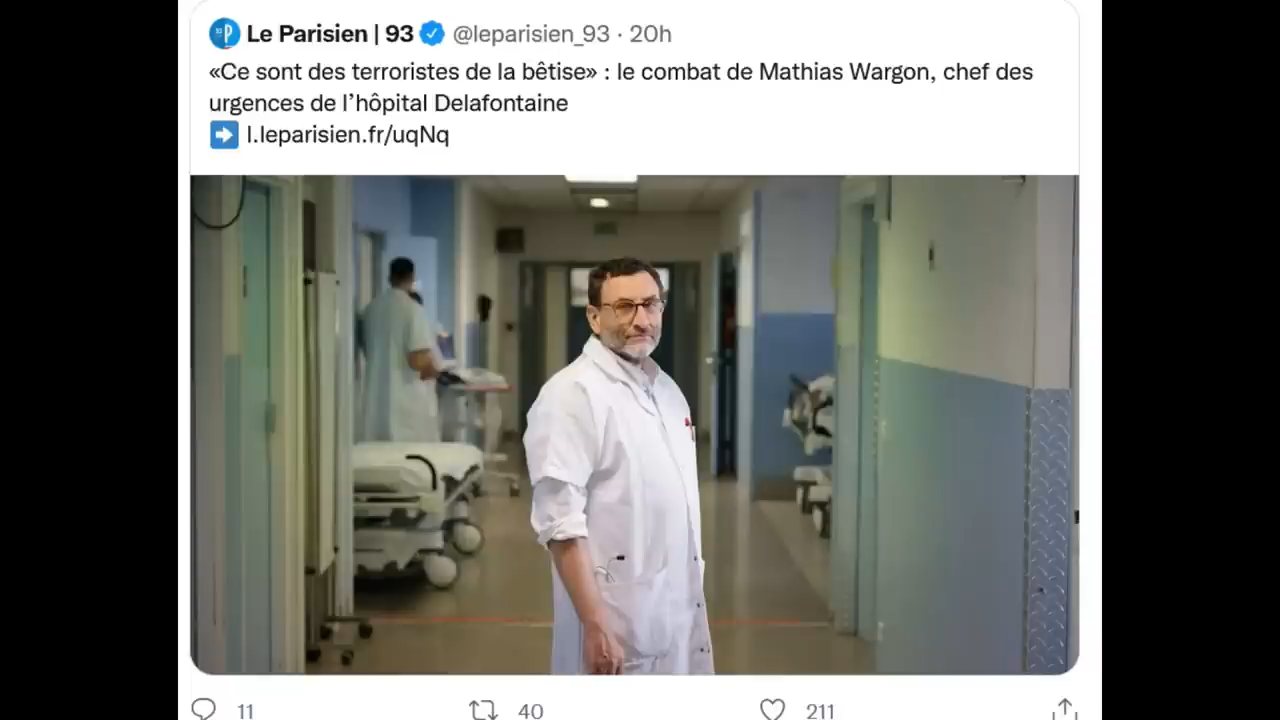 Le Parisien | 93 @leparisien_93 · 20h
«Ce sont des terroristes de la bêtise» : le combat de Mathias Wargon, chef des
urgences de l’hôpital Delafontaine
➡️ l.leparisien.fr/uqNq
11 40 211